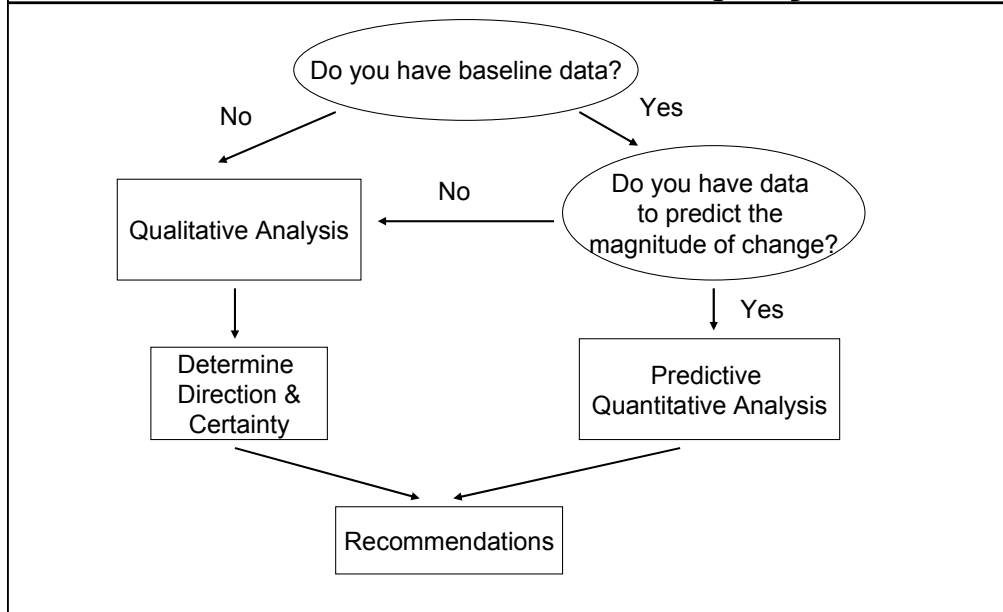 Do you have baseline data?
No
Yes
Do you have data
to predict the
magnitude of change?
No
Qualitative Analysis
Yes
Determine
Direction &
Certainty
Predictive
Quantitative Analysis
Recommendations